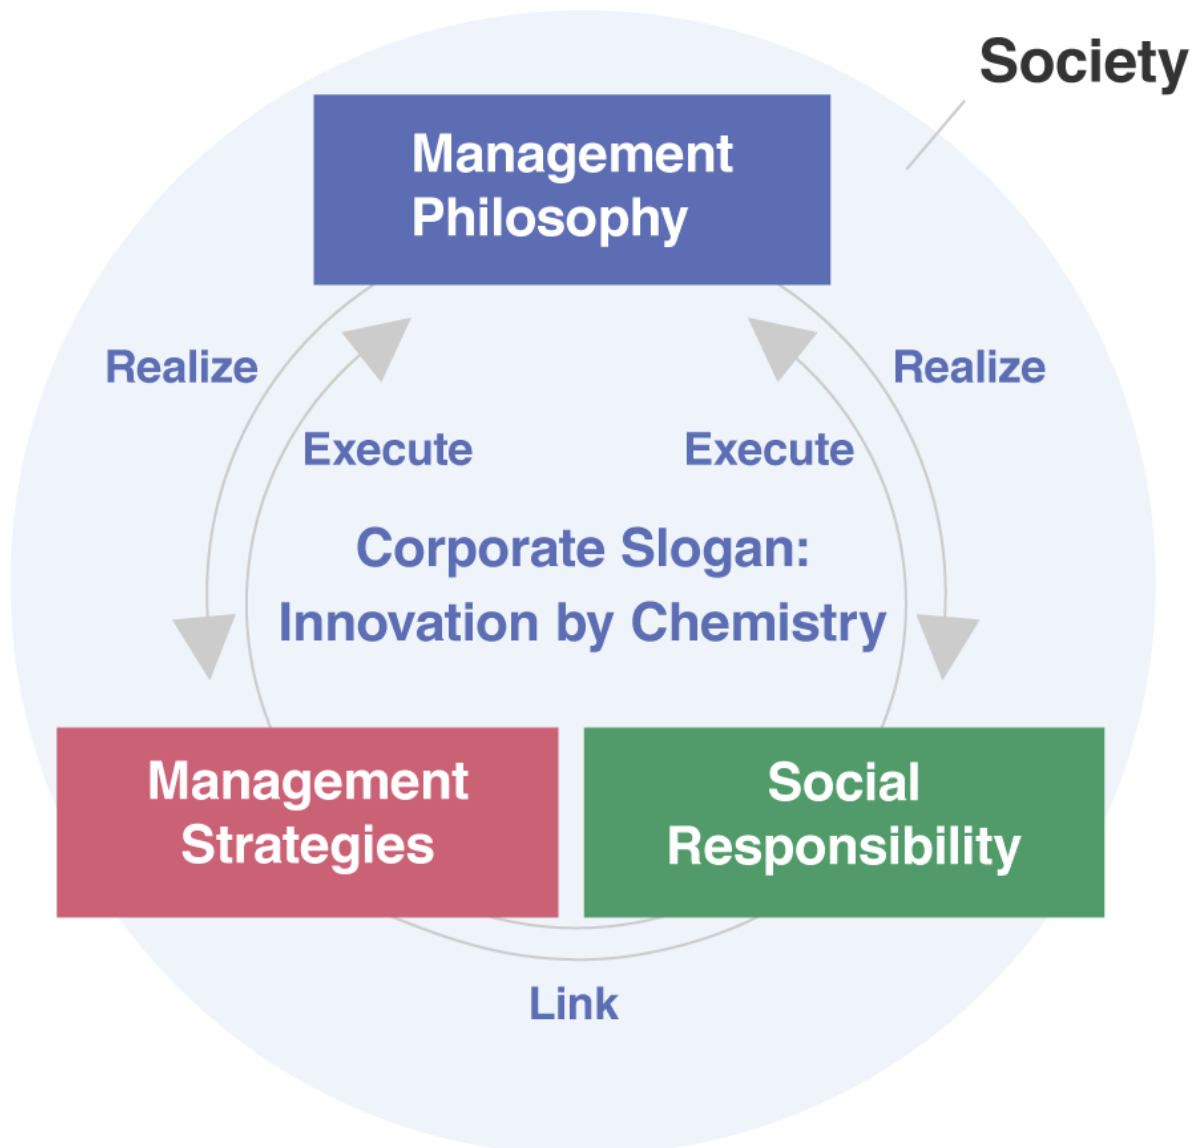 Society
Management
Philosophy
Realize
Realize
Execute
Execute
Corporate Slogan:
Innovation by Chemistry
Management
Strategies
Social
Responsibility
Link